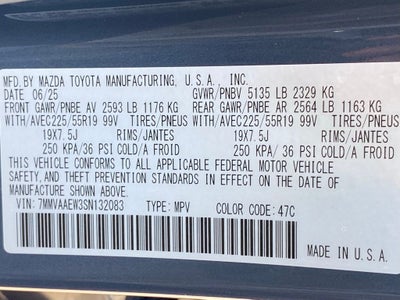 MFD. BY MAZDA TOYOTA MANUFACTURING, U.S.A., INC.
DATE 06/25 GVWR/PNBV 5135 LB 2329 KG
FRONT GAWR/PNBE AV 2593 LB 1176 KG REAR GAWR/PNBE AR 2564 LB 1163 KG
WITH/AVEC225/55R19 99V TIRES/PNEUS WITH/AVEC225/55R19 99V TIRES/PNEUS
19X7.5J RIMS/JANTES 19X7.5J RIMS/JANTES
250 KPA/36 PSI COLD/A FROID 250 KPA/36 PSI COLD/A FROID
THIS VEHICLE CONFORMS TO ALL APPLICABLE FEDERAL MOTOR VEHICLE
SAFETY, AND THEFT PREVENTION STANDARDS IN EFFECT ON THE DATE OF
MANUFACTURE SHOWN ABOVE.
VIN: 7MMVAAEW3SN132083 TYPE: MPV COLOR CODE: 47C
MADE IN U.S.A.